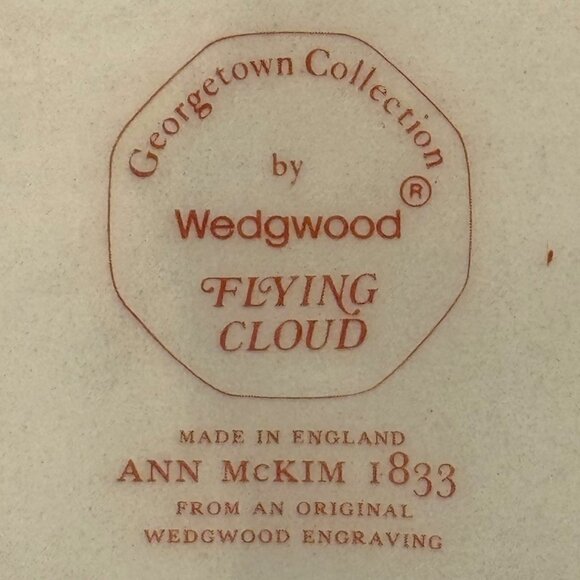 Georgetown Collection
by
Wedgwood ®
FLYING
CLOUD
MADE IN ENGLAND
ANN McKIM 1833
FROM AN ORIGINAL
WEDGWOOD ENGRAVING